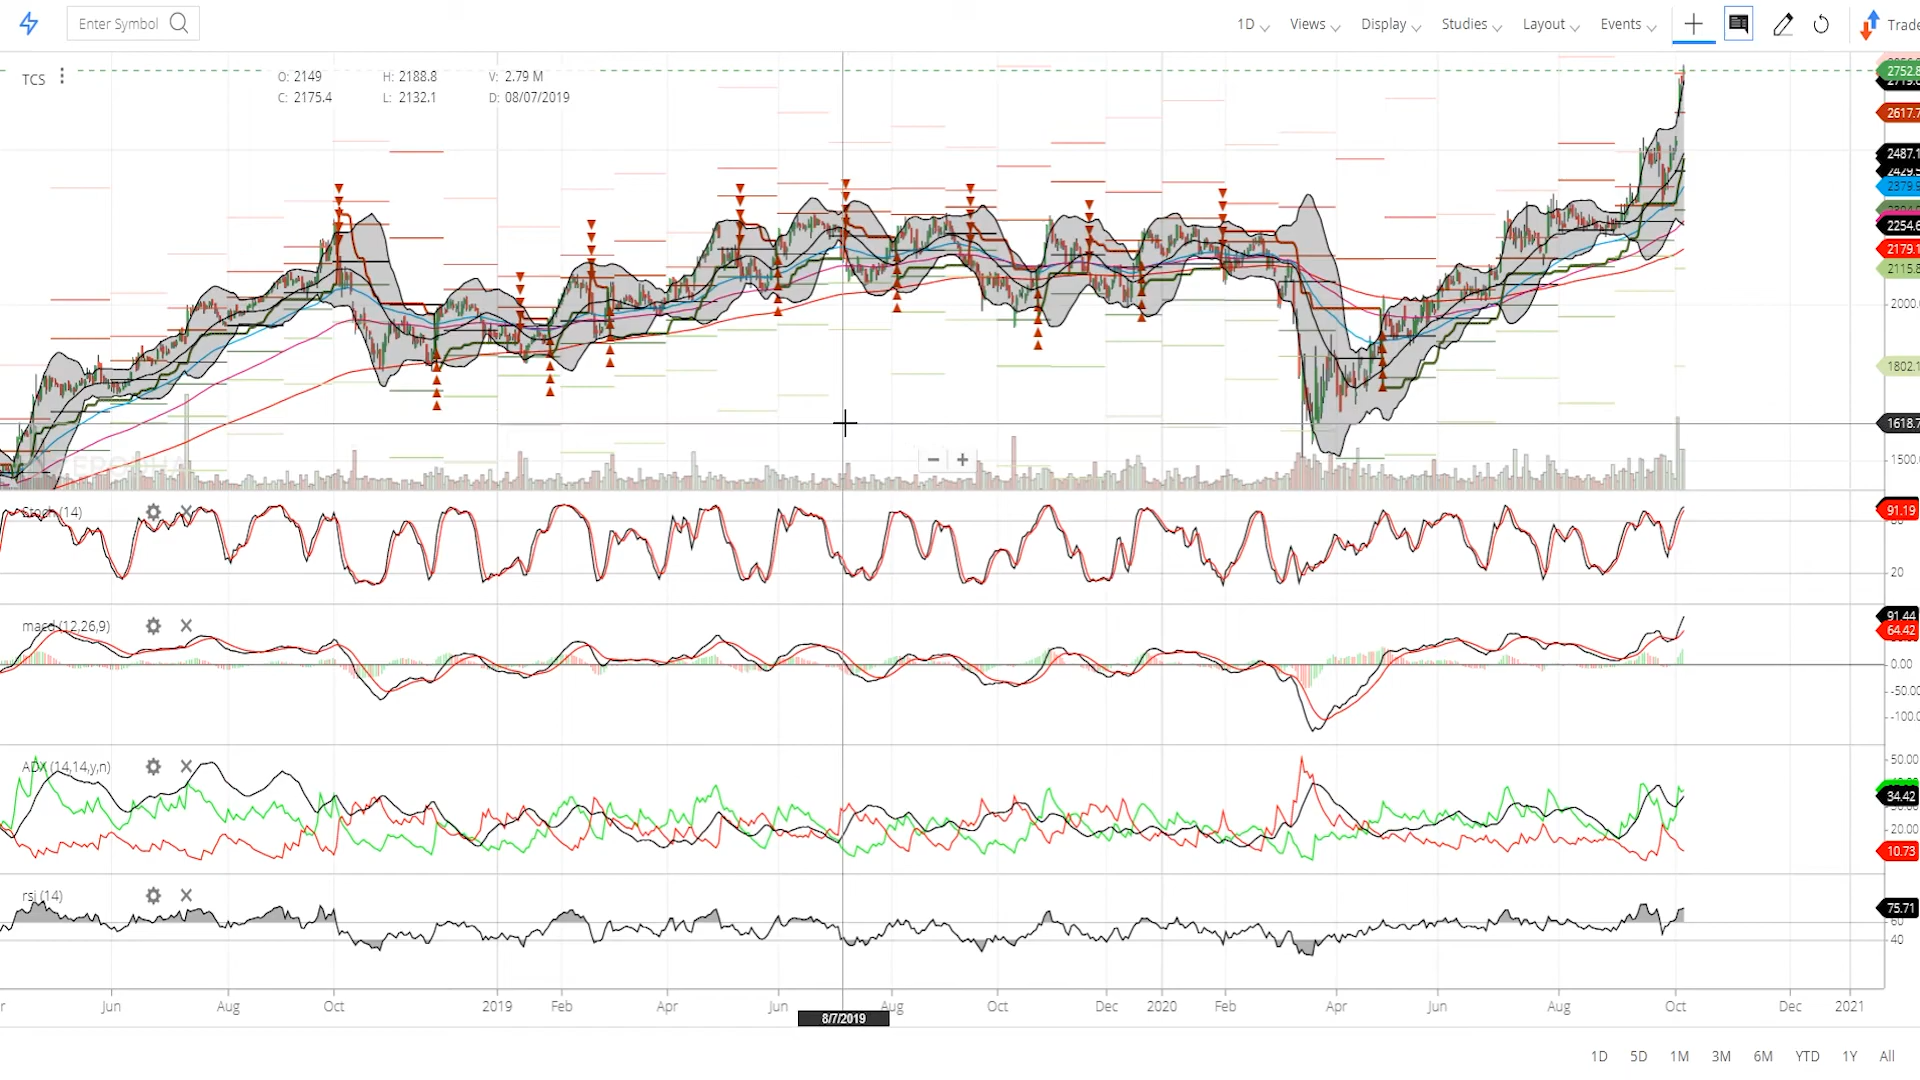 Enter Symbol
1D Views Display Studies Layout Events Trade
TCS
O: 2149 H: 2188.8 V: 2.79 M
C: 2175.4 L: 2132.1 D: 08/07/2019
2752.8
2617.7
2487.1
2429.5
2379.9
2254.6
2179.1
2115.8
2000.
1802.1
1618.7
1500.
Stoch (14)
91.19
20
macd (12,26,9)
91.44
64.42
0.00
-50.00
-100.0
ADX (14,14,y,n)
50.00
34.42
20.00
10.73
rsi (14)
75.71
60
40
r Jun Aug Oct 2019 Feb Apr Jun Aug Oct Dec 2020 Feb Apr Jun Aug Oct Dec 2021
8/7/2019
1D 5D 1M 3M 6M YTD 1Y All